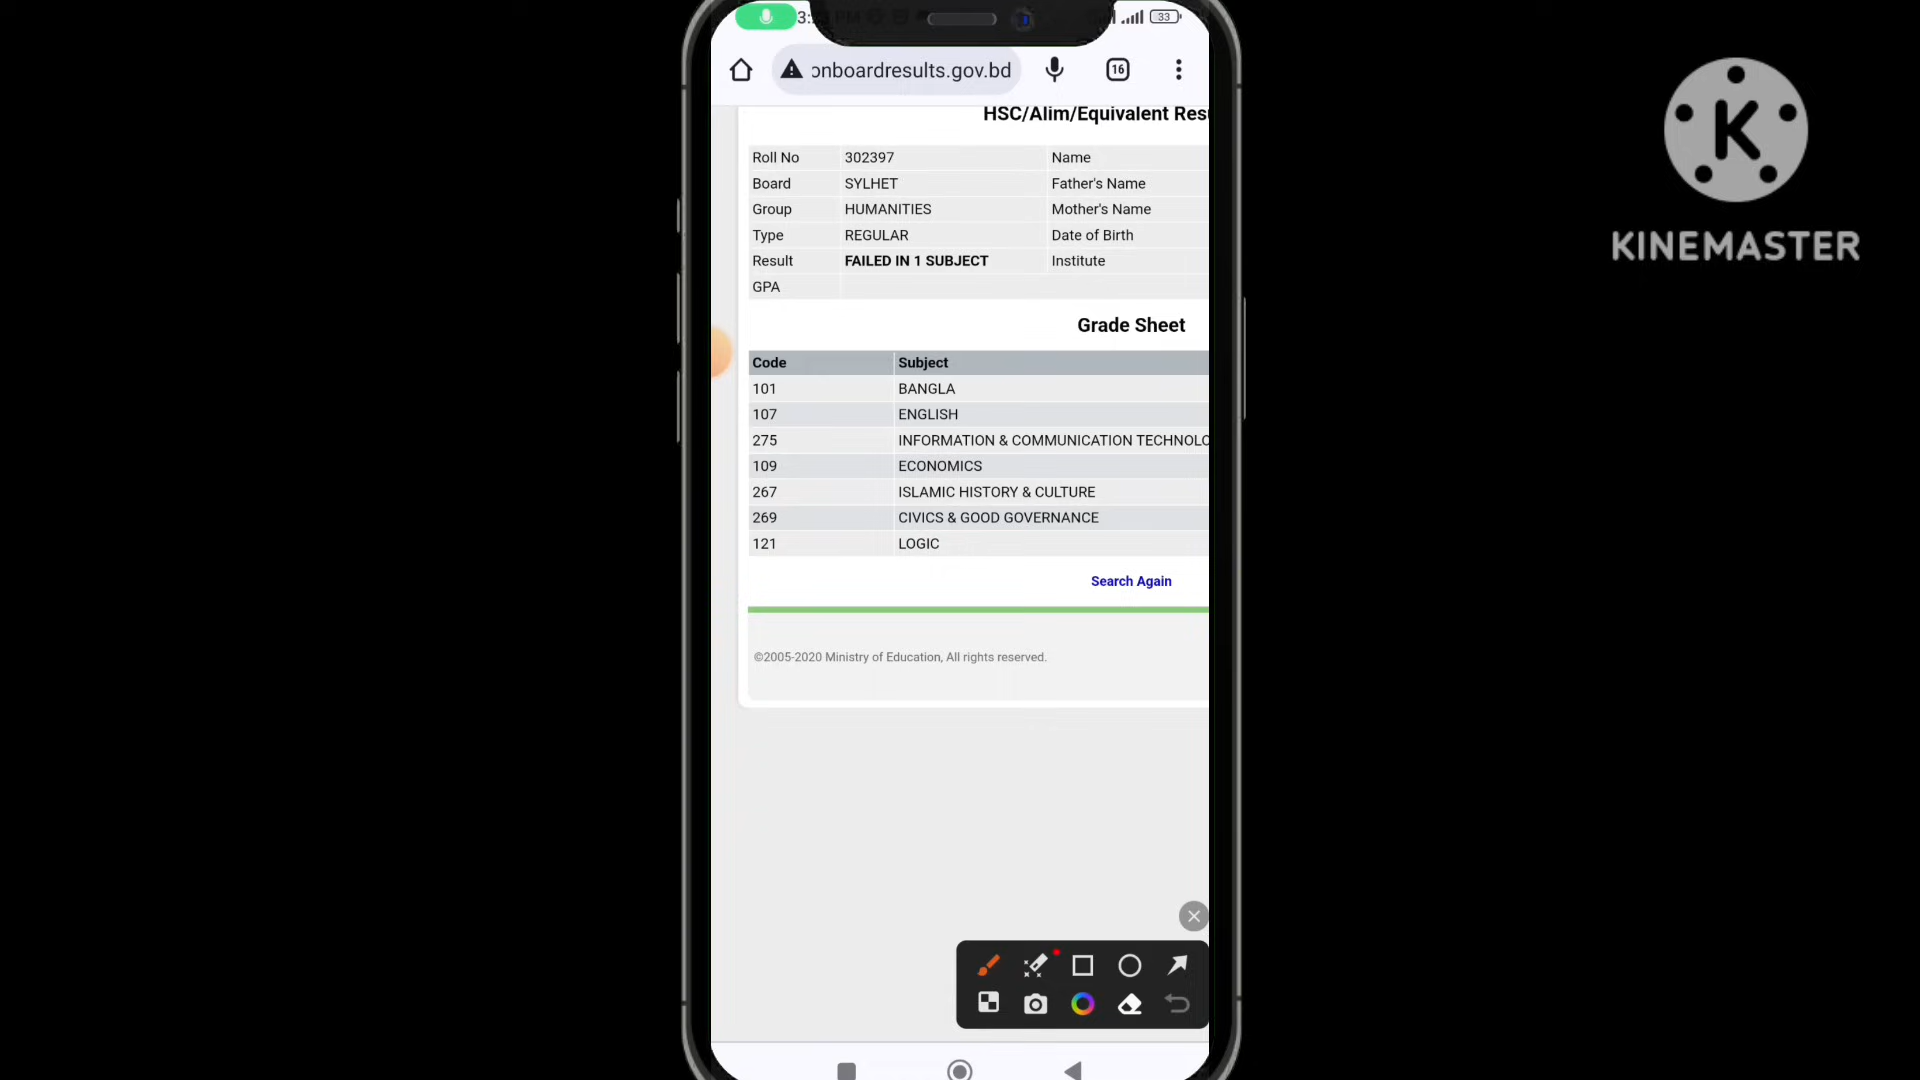 33
onboardresults.gov.bd
16
HSC/Alim/Equivalent Resu
Roll No 302397 Name
Board SYLHET Father's Name
Group HUMANITIES Mother's Name
Type REGULAR Date of Birth
Result FAILED IN 1 SUBJECT Institute
GPA
Grade Sheet
Code Subject
101 BANGLA
107 ENGLISH
275 INFORMATION & COMMUNICATION TECHNOLO
109 ECONOMICS
267 ISLAMIC HISTORY & CULTURE
269 CIVICS & GOOD GOVERNANCE
121 LOGIC
Search Again
©2005-2020 Ministry of Education, All rights reserved.
K
KINEMASTER